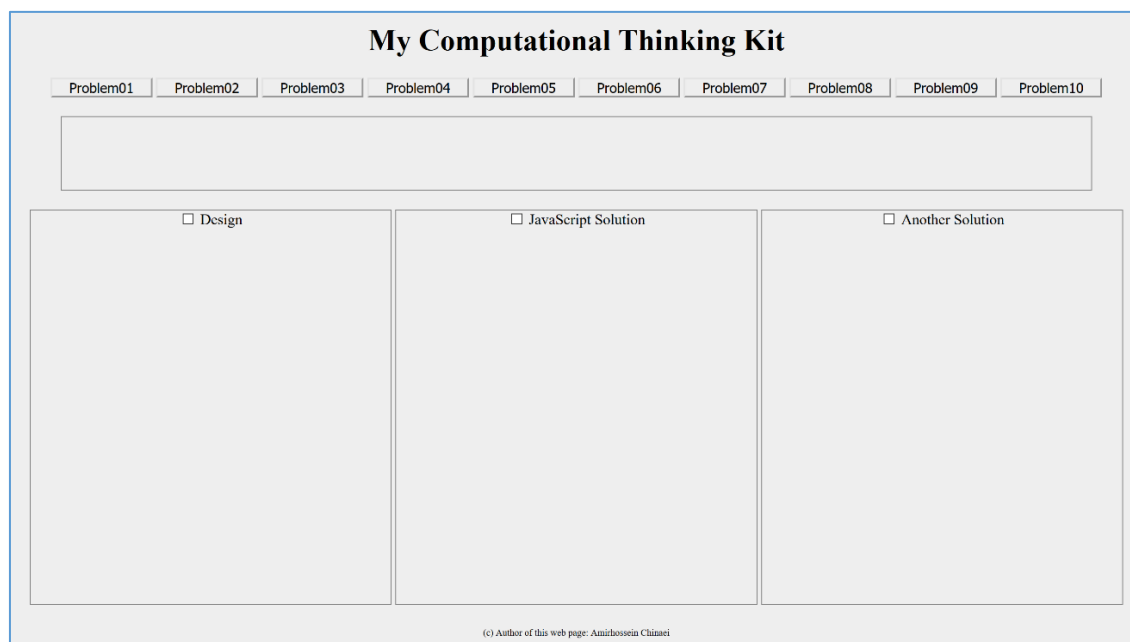 My Computational Thinking Kit
Problem01 Problem02 Problem03 Problem04 Problem05 Problem06 Problem07 Problem08 Problem09 Problem10
Design JavaScript Solution Another Solution
(c) Author of this web page: Amirhossein Chinaei